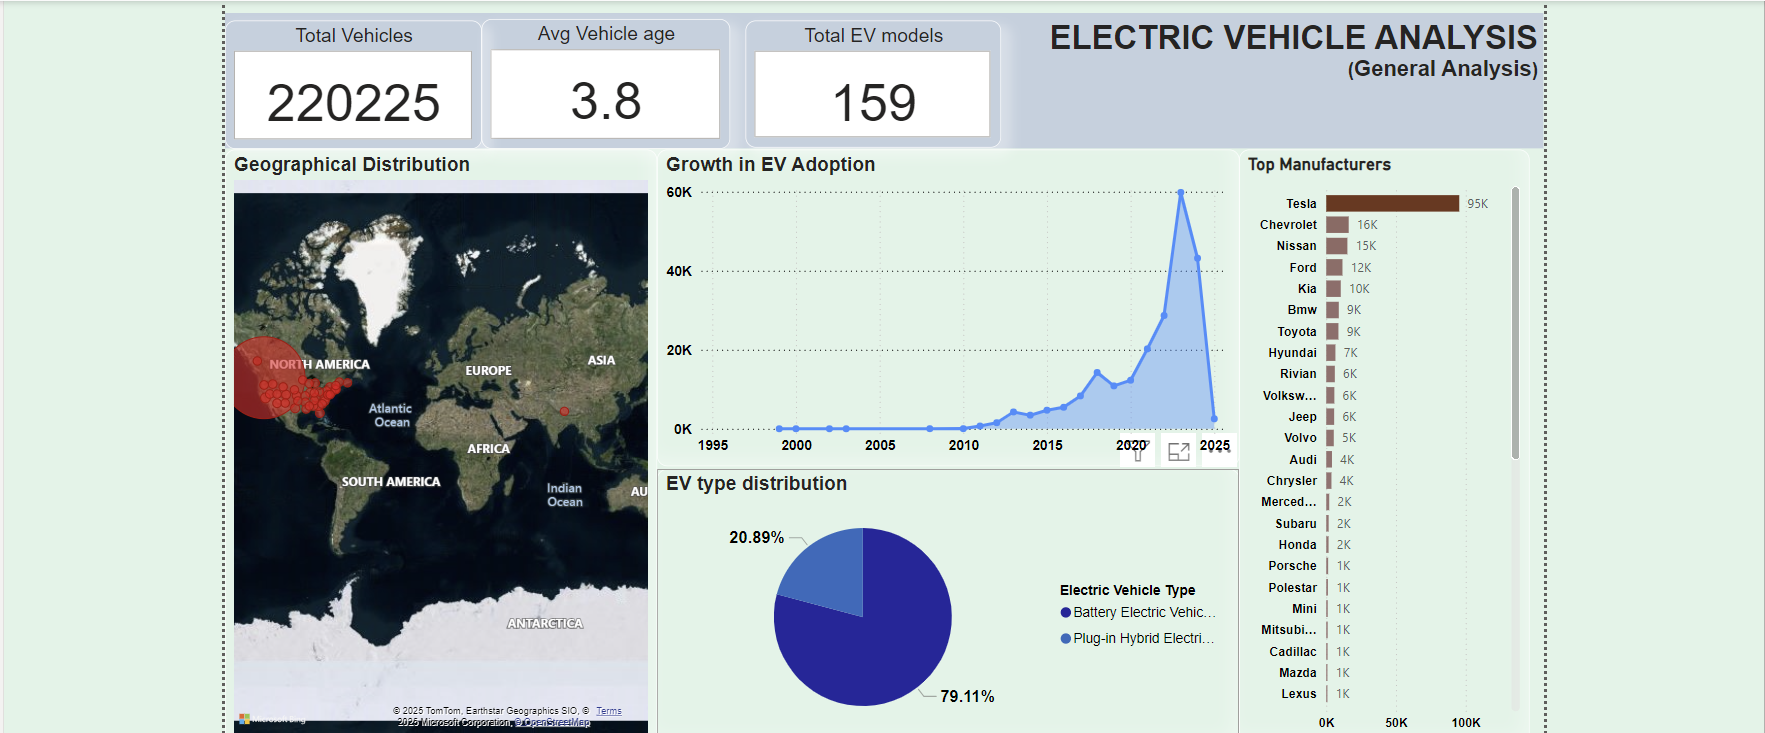 Total Vehicles
220225
Avg Vehicle age
3.8
Total EV models
159
ELECTRIC VEHICLE ANALYSIS
(General Analysis)
Geographical Distribution
NORTH AMERICA
EUROPE
ASIA
Atlantic
Ocean
AFRICA
SOUTH AMERICA
Indian
Ocean
AU
ANTARCTICA
© 2025 TomTom, Earthstar Geographics SIO, © Terms
2025 Microsoft Corporation, © OpenStreetMap
Growth in EV Adoption
60K
40K
20K
0K
1995 2000 2005 2010 2015 2020 2025
EV type distribution
20.89%
79.11%
Electric Vehicle Type
Battery Electric Vehic...
Plug-in Hybrid Electri...
Top Manufacturers
Tesla 95K
Chevrolet 16K
Nissan 15K
Ford 12K
Kia 10K
Bmw 9K
Toyota 9K
Hyundai 7K
Rivian 6K
Volksw... 6K
Jeep 6K
Volvo 5K
Audi 4K
Chrysler 4K
Merced... 2K
Subaru 2K
Honda 2K
Porsche 1K
Polestar 1K
Mini 1K
Mitsubi... 1K
Cadillac 1K
Mazda 1K
Lexus 1K
0K 50K 100K